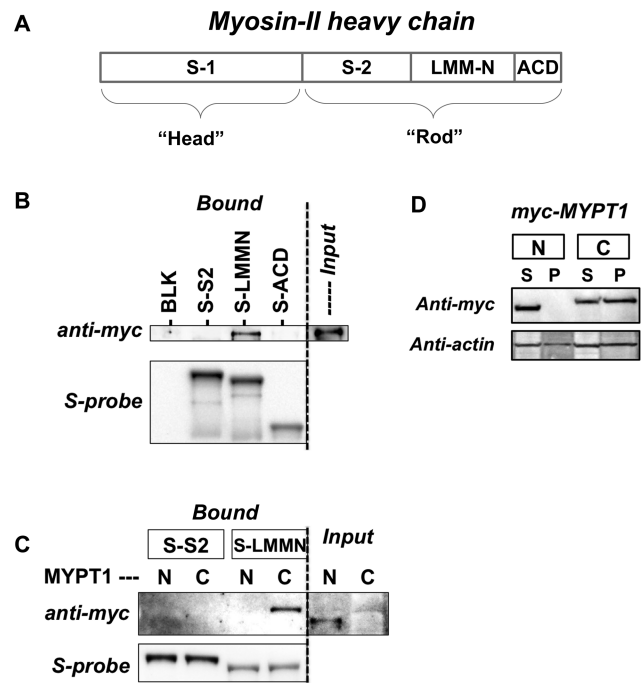 A
Myosin-II heavy chain
S-1 S-2 LMM-N ACD
“Head” “Rod”
B
Bound
BLK
S-S2
S-LMMN
S-ACD
----- Input
anti-myc
S-probe
D
myc-MYPT1
N C
S P S P
Anti-myc
Anti-actin
C
Bound
Input
S-S2 S-LMMN
MYPT1 --- N C N C N C
anti-myc
S-probe